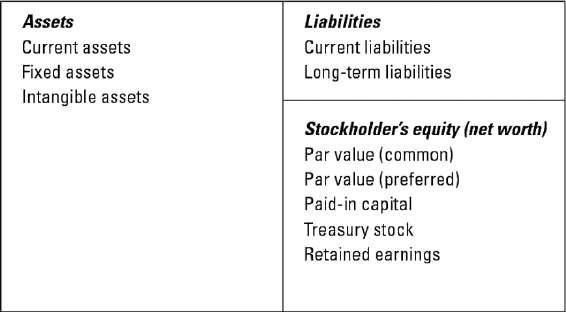 Assets
Current assets
Fixed assets
Intangible assets
Liabilities
Current liabilities
Long-term liabilities
Stockholder's equity (net worth)
Par value (common)
Par value (preferred)
Paid-in capital
Treasury stock
Retained earnings